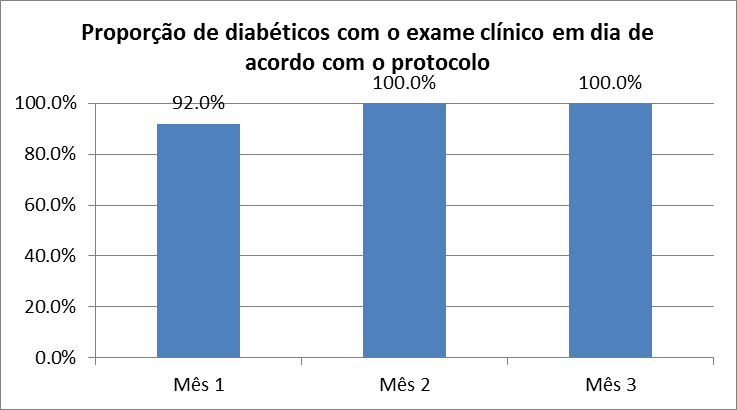 Proporção de diabéticos com o exame clínico em dia de
acordo com o protocolo
100.0%
80.0%
60.0%
40.0%
20.0%
0.0%
92.0%
100.0%
100.0%
Mês 1
Mês 2
Mês 3